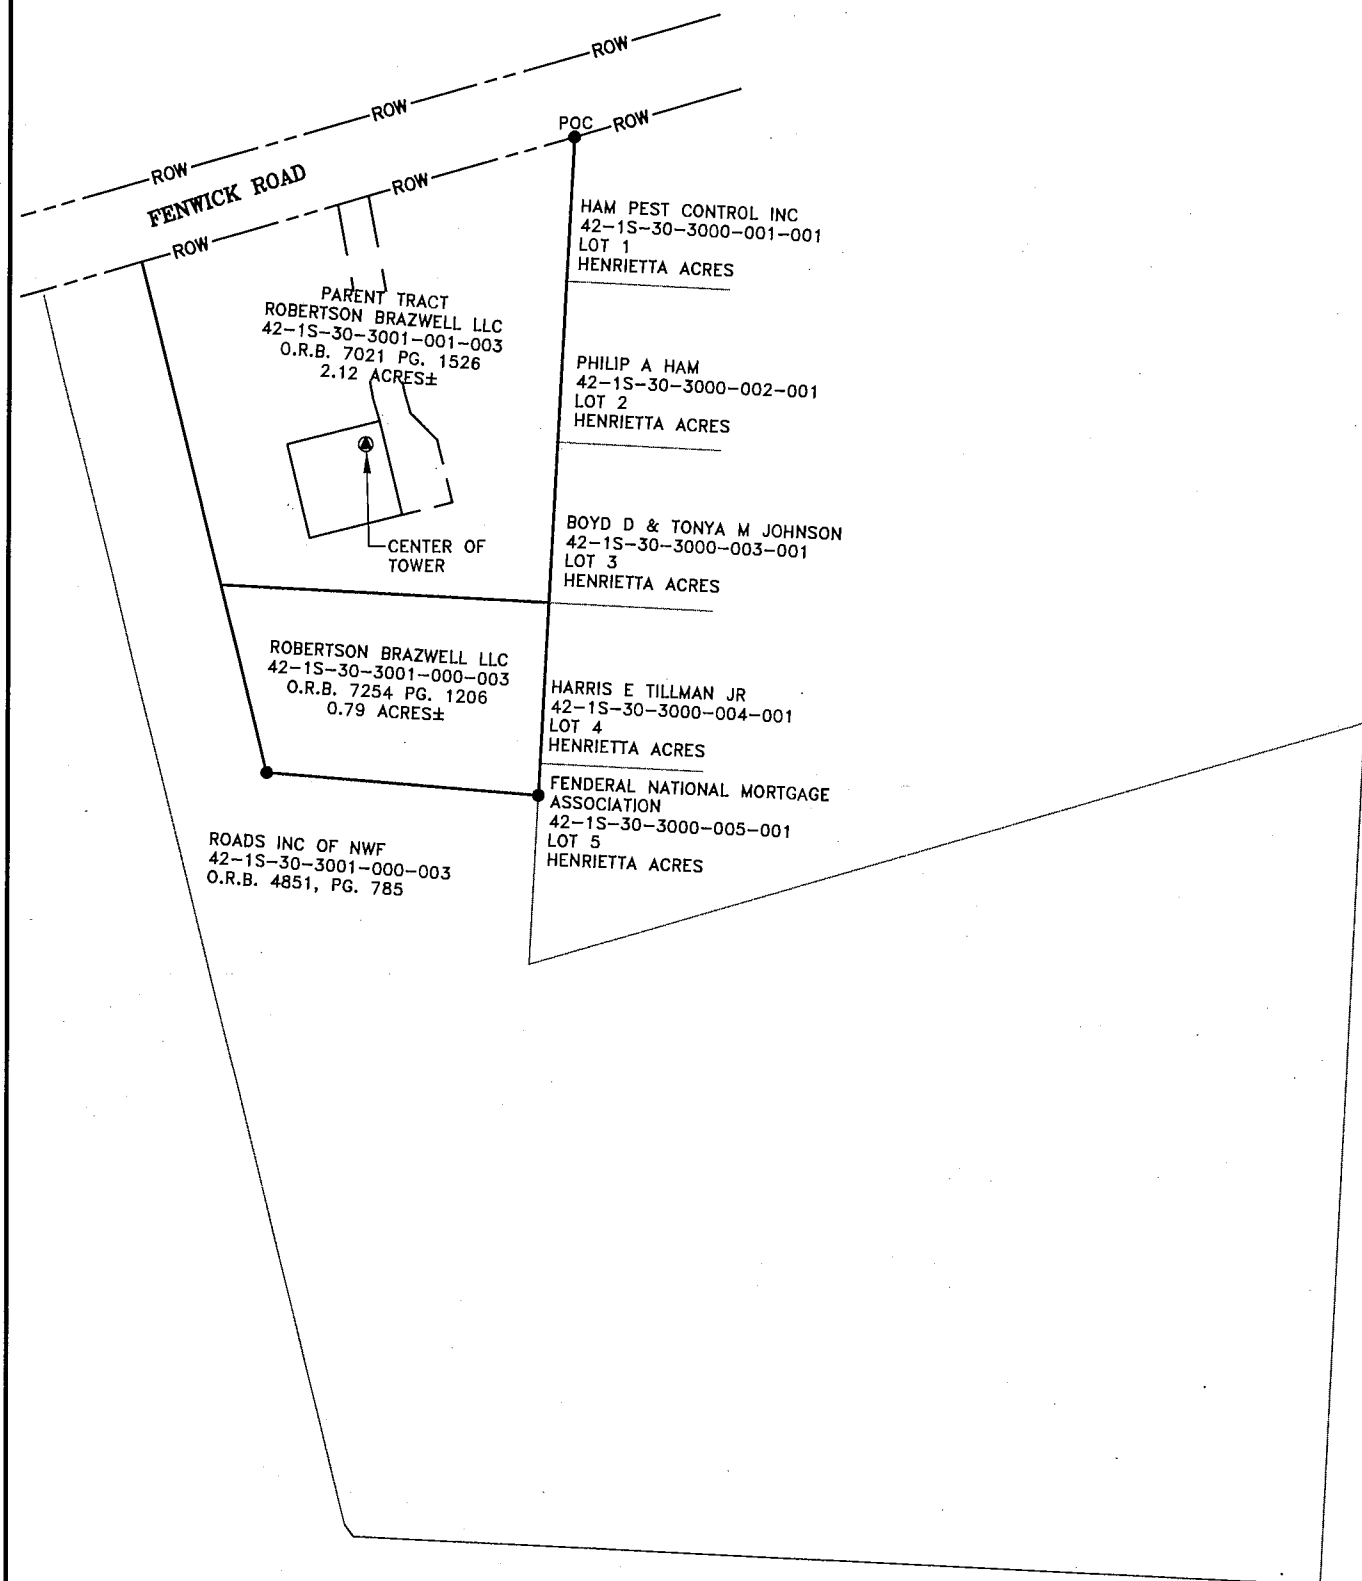 ROW
ROW
ROW
FENWICK ROAD
ROW
ROW
POC
ROW
HAM PEST CONTROL INC
42-1S-30-3000-001-001
LOT 1
HENRIETTA ACRES
PARENT TRACT
ROBERTSON BRAZWELL LLC
42-1S-30-3001-001-003
O.R.B. 7021 PG. 1526
2.12 ACRES±
PHILIP A HAM
42-1S-30-3000-002-001
LOT 2
HENRIETTA ACRES
CENTER OF
TOWER
BOYD D & TONYA M JOHNSON
42-1S-30-3000-003-001
LOT 3
HENRIETTA ACRES
ROBERTSON BRAZWELL LLC
42-1S-30-3001-000-003
O.R.B. 7254 PG. 1206
0.79 ACRES±
HARRIS E TILLMAN JR
42-1S-30-3000-004-001
LOT 4
HENRIETTA ACRES
FENDERAL NATIONAL MORTGAGE
ASSOCIATION
42-1S-30-3000-005-001
LOT 5
HENRIETTA ACRES
ROADS INC OF NWF
42-1S-30-3001-000-003
O.R.B. 4851, PG. 785